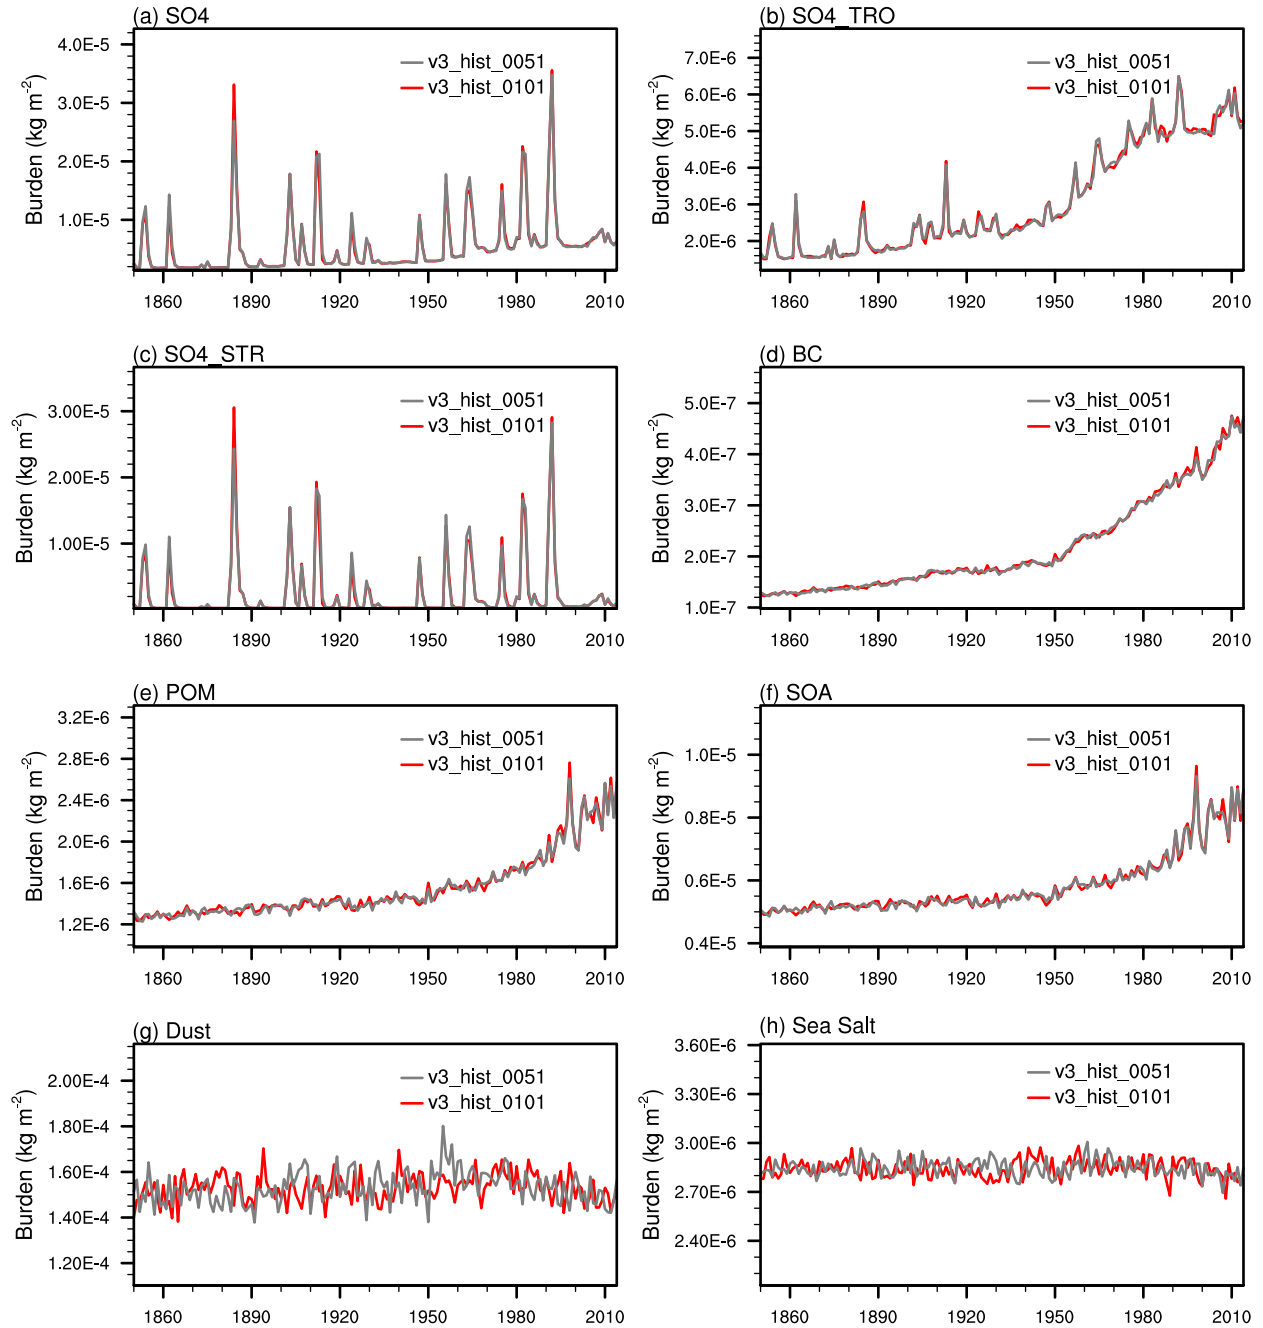 (a) SO4
4.0E-5
3.0E-5
2.0E-5
1.0E-5
Burden (kg m-2)
v3_hist_0051
v3_hist_0101
1860 1890 1920 1950 1980 2010
(b) SO4_TRO
7.0E-6
6.0E-6
5.0E-6
4.0E-6
3.0E-6
2.0E-6
Burden (kg m-2)
v3_hist_0051
v3_hist_0101
1860 1890 1920 1950 1980 2010
(c) SO4_STR
3.00E-5
2.00E-5
1.00E-5
Burden (kg m-2)
v3_hist_0051
v3_hist_0101
1860 1890 1920 1950 1980 2010
(d) BC
5.0E-7
4.0E-7
3.0E-7
2.0E-7
1.0E-7
Burden (kg m-2)
v3_hist_0051
v3_hist_0101
1860 1890 1920 1950 1980 2010
(e) POM
3.2E-6
2.8E-6
2.4E-6
2.0E-6
1.6E-6
1.2E-6
Burden (kg m-2)
v3_hist_0051
v3_hist_0101
1860 1890 1920 1950 1980 2010
(f) SOA
1.0E-5
0.8E-5
0.6E-5
0.4E-5
Burden (kg m-2)
v3_hist_0051
v3_hist_0101
1860 1890 1920 1950 1980 2010
(g) Dust
2.00E-4
1.80E-4
1.60E-4
1.40E-4
1.20E-4
Burden (kg m-2)
v3_hist_0051
v3_hist_0101
1860 1890 1920 1950 1980 2010
(h) Sea Salt
3.60E-6
3.30E-6
3.00E-6
2.70E-6
2.40E-6
Burden (kg m-2)
v3_hist_0051
v3_hist_0101
1860 1890 1920 1950 1980 2010